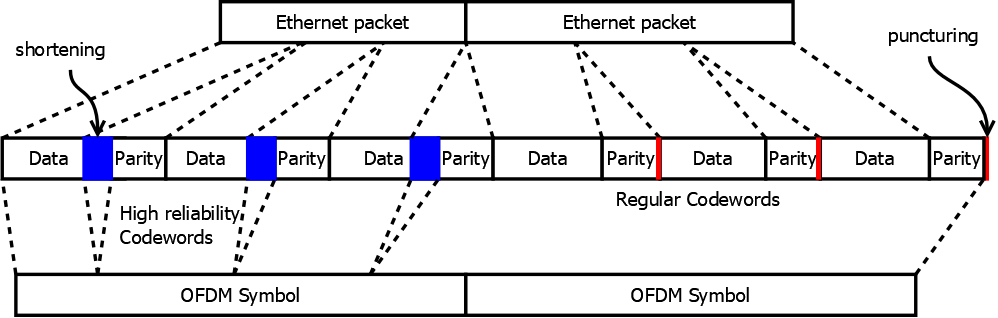 Ethernet packet
Ethernet packet
shortening
puncturing
Data
Parity
Data
Parity
Data
Parity
Data
Parity
Data
Parity
Data
Parity
High reliability
Codewords
Regular Codewords
OFDM Symbol
OFDM Symbol